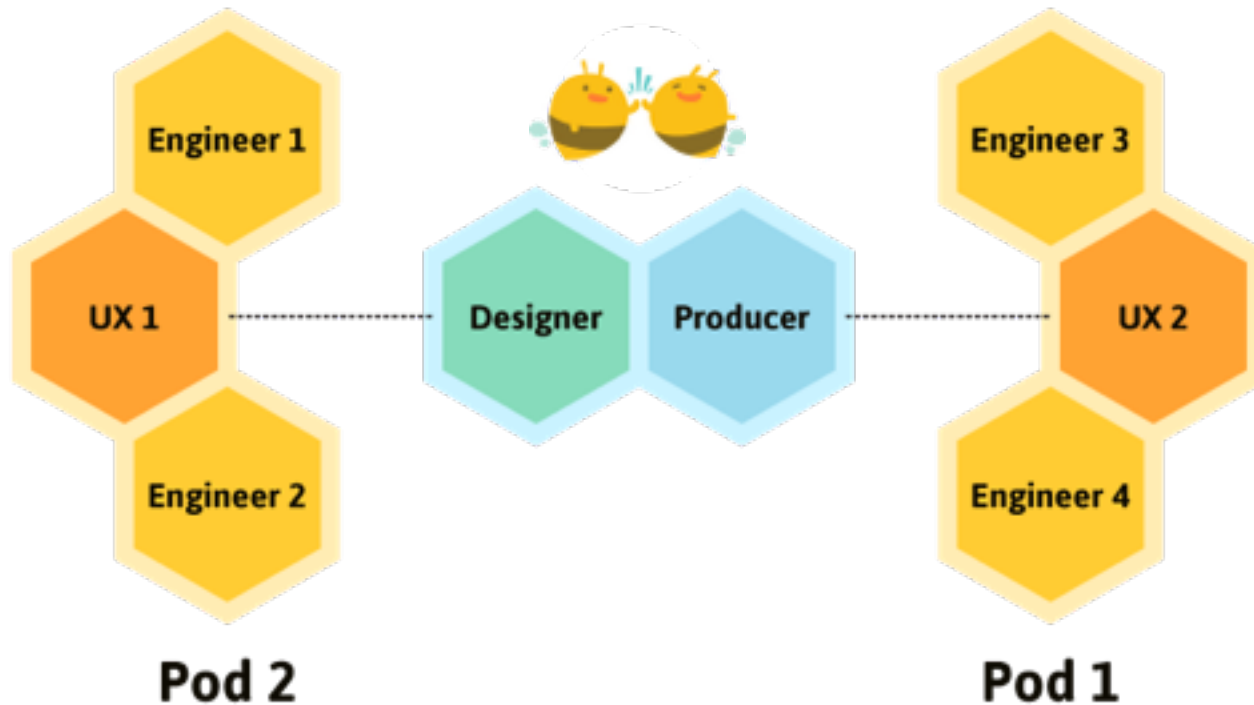 Engineer 1
Engineer 3
UX 1
Designer
Producer
UX 2
Engineer 2
Engineer 4
Pod 2
Pod 1